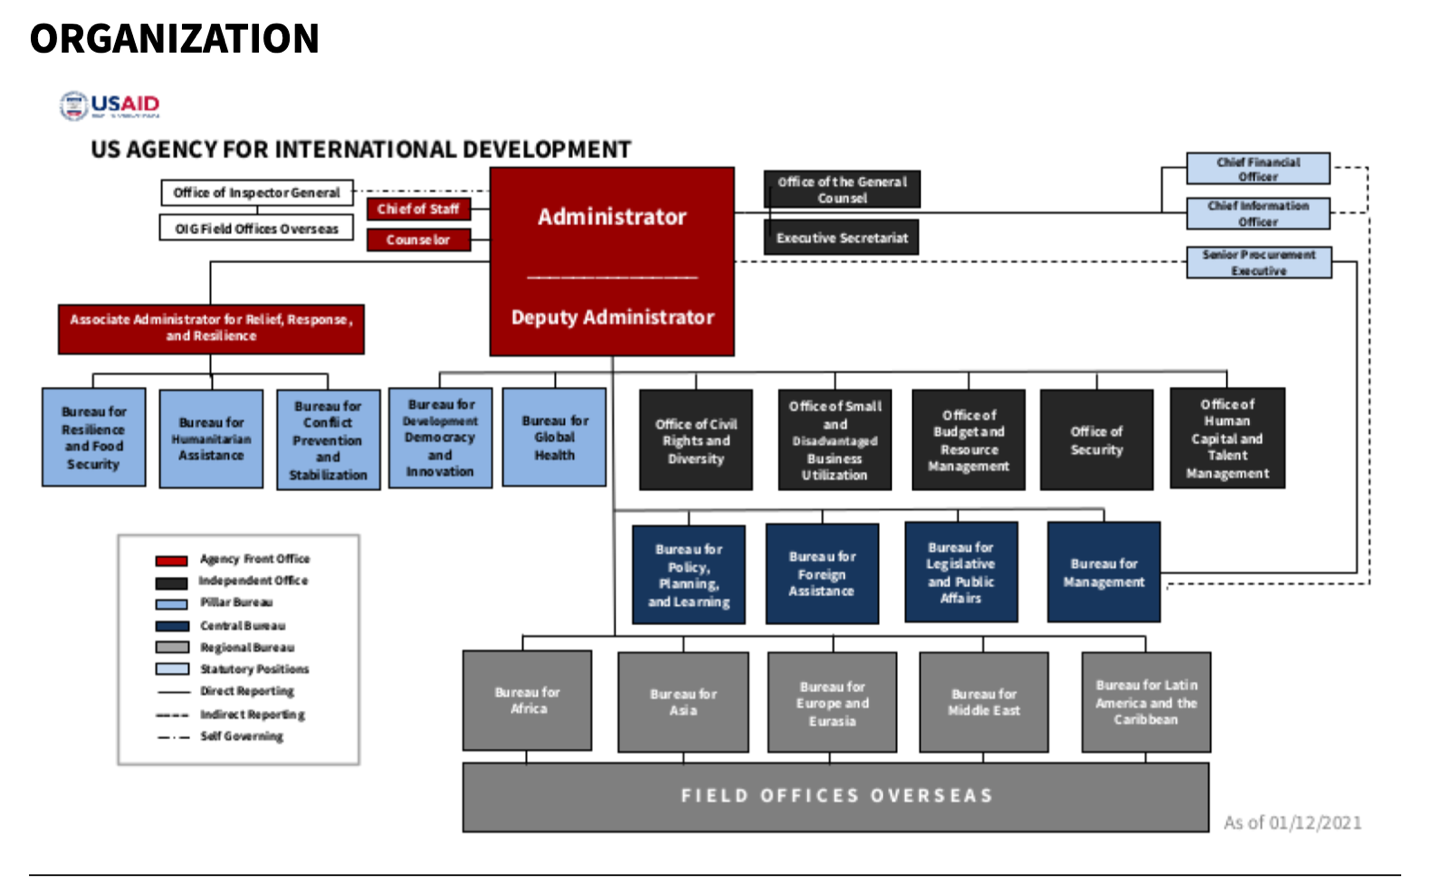 ORGANIZATION
USAID
US AGENCY FOR INTERNATIONAL DEVELOPMENT
Office of Inspector General
OIG Field Offices Overseas
Chief of Staff
Counselor
Administrator
Deputy Administrator
Office of the General
Counsel
Executive Secretariat
Chief Financial
Officer
Chief Information
Officer
Senior Procurement
Executive
Associate Administrator for Relief, Response,
and Resilience
Bureau for
Resilience
and Food
Security
Bureau for
Humanitarian
Assistance
Bureau for
Conflict
Prevention
and
Stabilization
Bureau for
Development
Democracy
and
Innovation
Bureau for
Global
Health
Office of Civil
Rights and
Diversity
Office of Small
and
Disadvantaged
Business
Utilization
Office of
Budget and
Resource
Management
Office of
Security
Office of
Human
Capital and
Talent
Management
Bureau for
Policy,
Planning,
and Learning
Bureau for
Foreign
Assistance
Bureau for
Legislative
and Public
Affairs
Bureau for
Management
Agency Front Office
Independent Office
Pillar Bureau
Central Bureau
Regional Bureau
Statutory Positions
Direct Reporting
Indirect Reporting
Self Governing
Bureau for
Africa
Bureau for
Asia
Bureau for
Europe and
Eurasia
Bureau for
Middle East
Bureau for Latin
America and the
Caribbean
FIELD OFFICES OVERSEAS
As of 01/12/2021